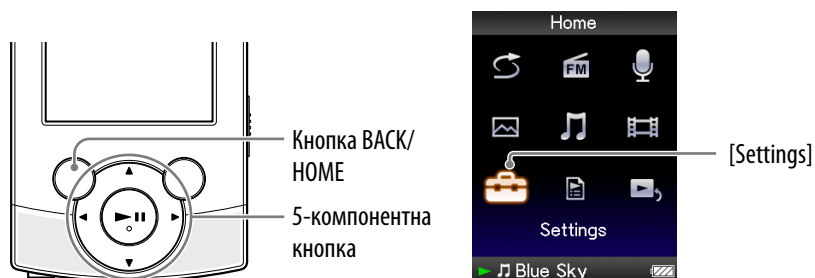 Кнопка BACK/
HOME
5-компонентна
кнопка
Home
FM
[Settings]
Settings
Blue Sky